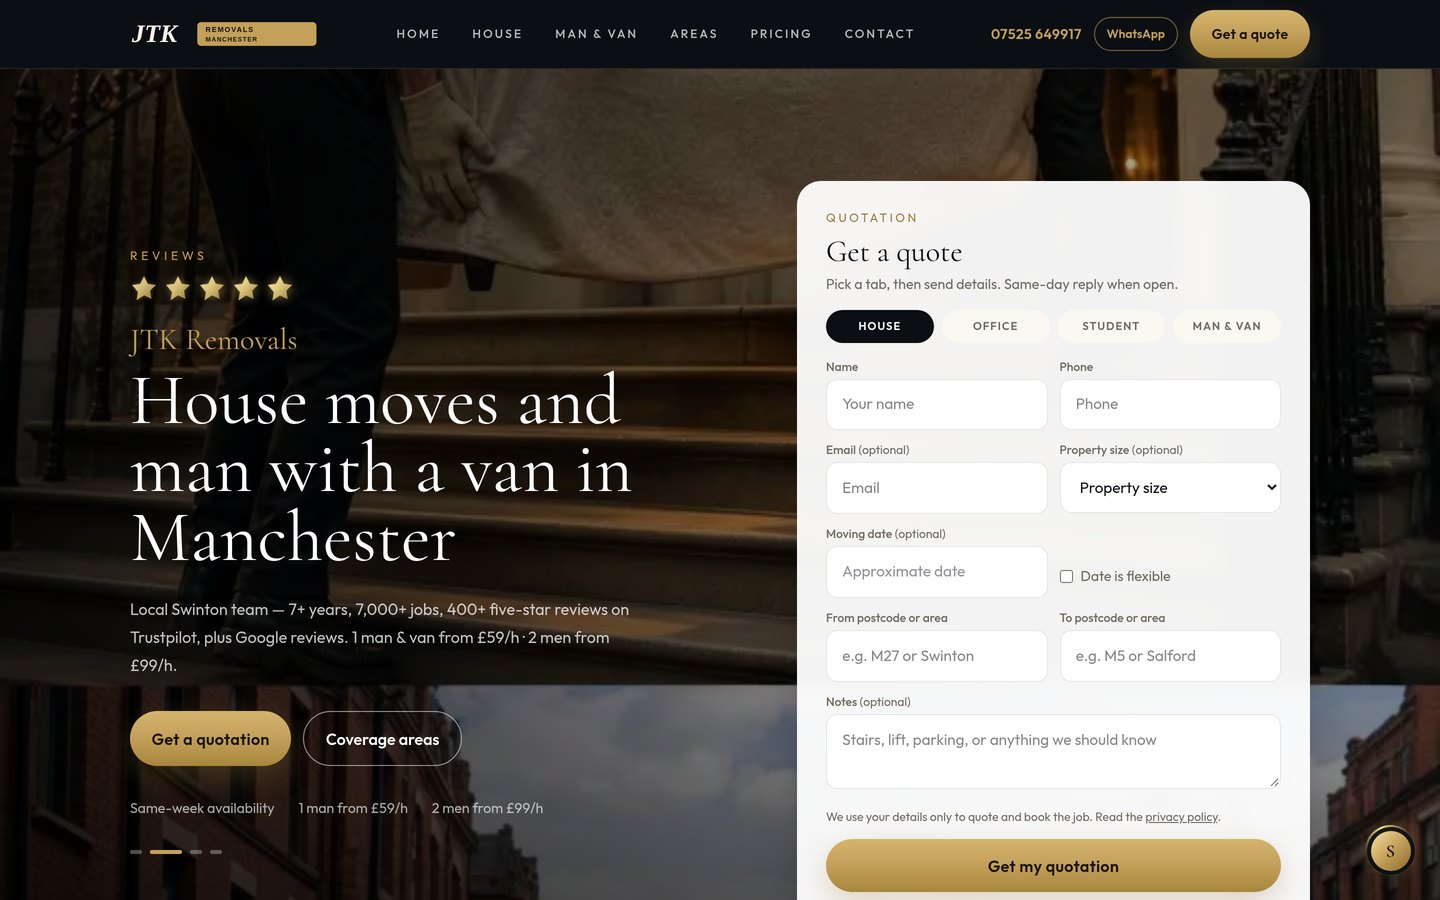 JTK
REMOVALS
MANCHESTER
HOME
HOUSE
MAN & VAN
AREAS
PRICING
CONTACT
07525 649917
WhatsApp
Get a quote
REVIEWS
JTK Removals
House moves and
man with a van in
Manchester
Local Swinton team — 7+ years, 7,000+ jobs, 400+ five-star reviews on
Trustpilot, plus Google reviews. 1 man & van from £59/h · 2 men from
£99/h.
Get a quotation
Coverage areas
Same-week availability
1 man from £59/h
2 men from £99/h
QUOTATION
Get a quote
Pick a tab, then send details. Same-day reply when open.
HOUSE
OFFICE
STUDENT
MAN & VAN
Name
Phone
Your name
Phone
Email (optional)
Property size (optional)
Email
Property size
Moving date (optional)
Approximate date
Date is flexible
From postcode or area
To postcode or area
e.g. M27 or Swinton
e.g. M5 or Salford
Notes (optional)
Stairs, lift, parking, or anything we should know
We use your details only to quote and book the job. Read the privacy policy.
Get my quotation
S